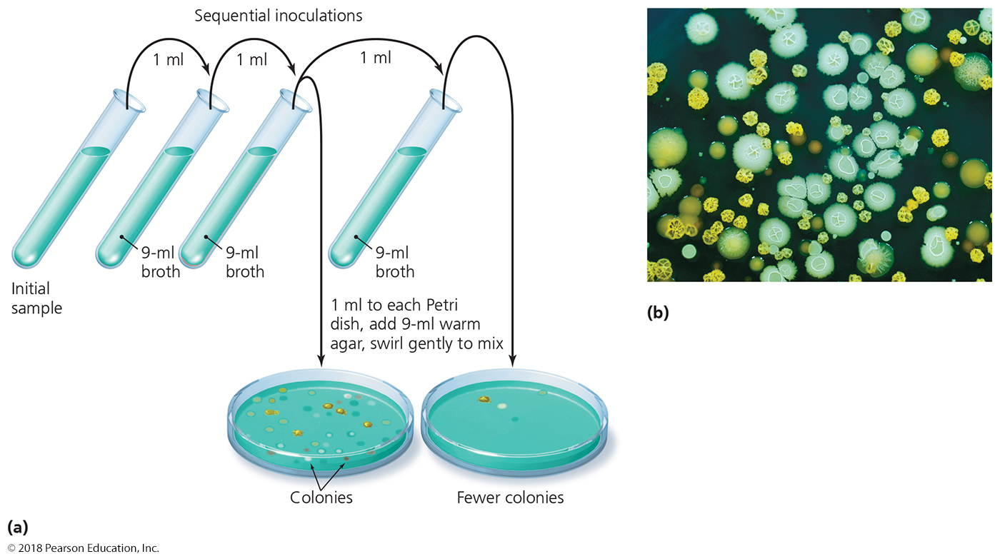 Sequential inoculations
1 ml
1 ml
1 ml
9-ml
broth
9-ml
broth
9-ml
broth
Initial
sample
1 ml to each Petri
dish, add 9-ml warm
agar, swirl gently to mix
Colonies
Fewer colonies
(a)
(b)
© 2018 Pearson Education, Inc.